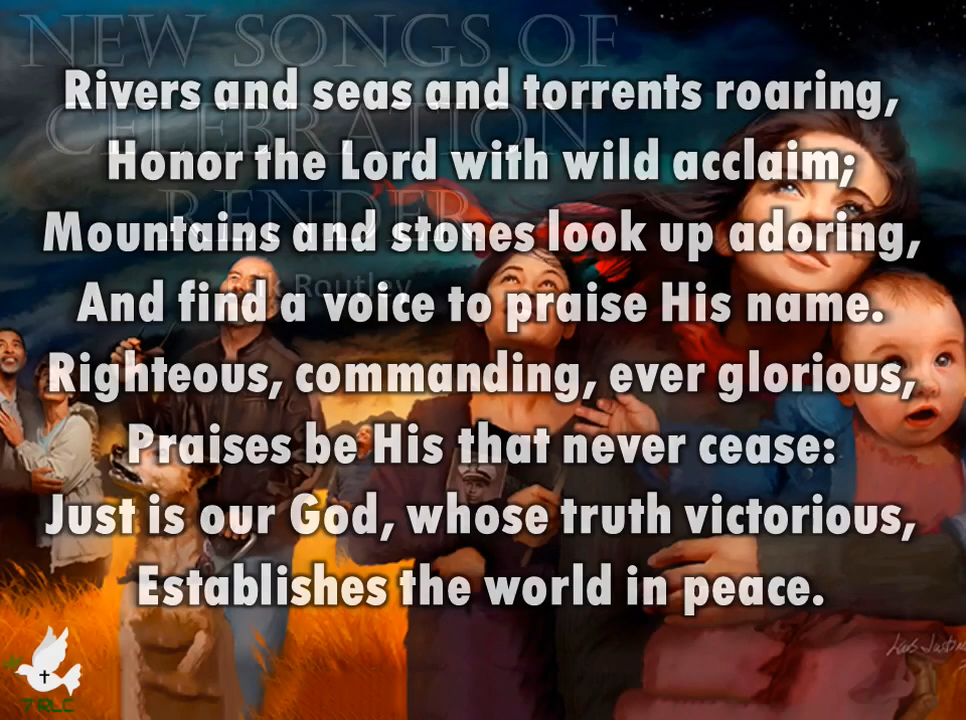 NEW SONGS OF
CELEBRATION
RENDER
Erik Routley
Rivers and seas and torrents roaring,
Honor the Lord with wild acclaim;
Mountains and stones look up adoring,
And find a voice to praise His name.
Righteous, commanding, ever glorious,
Praises be His that never cease:
Just is our God, whose truth victorious,
Establishes the world in peace.